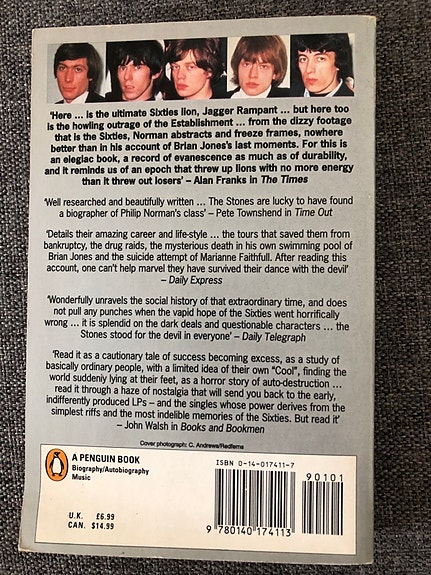 'Here ... is the ultimate Sixties lion, Jagger Rampant ... but here too
is the howling outrage of the Establishment ... from the dizzy footage
that is the Sixties, Norman abstracts and freeze frames, nowhere
better than in his account of Brian Jones's last moments. For this is
an elegiac book, a record of evanescence as much as of durability,
and it reminds us of an epoch that threw up lions with no more energy
than it threw out losers' – Alan Franks in The Times
'Well researched and beautifully written ... The Stones are lucky to have found
a biographer of Philip Norman's class' – Pete Townshend in Time Out
'Details their amazing career and life-style ... the tours that saved them from
bankruptcy, the drug raids, the mysterious death in his own swimming pool of
Brian Jones and the suicide attempt of Marianne Faithfull. After reading this
account, one can't help marvel they have survived their dance with the devil'
– Daily Express
'Wonderfully unravels the social history of that extraordinary time, and does
not pull any punches when the vapid hope of the Sixties went horrifically
wrong ... it is splendid on the dark deals and questionable characters ... the
Stones stood for the devil in everyone' – Daily Telegraph
'Read it as a cautionary tale of success becoming excess, as a study of
basically ordinary people, with a limited idea of their own "Cool", finding the
world suddenly lying at their feet, as a horror story of auto-destruction ...
read it through a haze of nostalgia that will send you back to the early,
indifferently produced LPs – and the singles whose power derives from the
simplest riffs and the most indelible memories of the Sixties. But read it'
– John Walsh in Books and Bookmen
Cover photograph: C. Andrews/Redferns
A PENGUIN BOOK
Biography/Autobiography
Music
U.K. £6.99
CAN. $14.99
ISBN 0-14-017411-7
90101
9 780140 174113